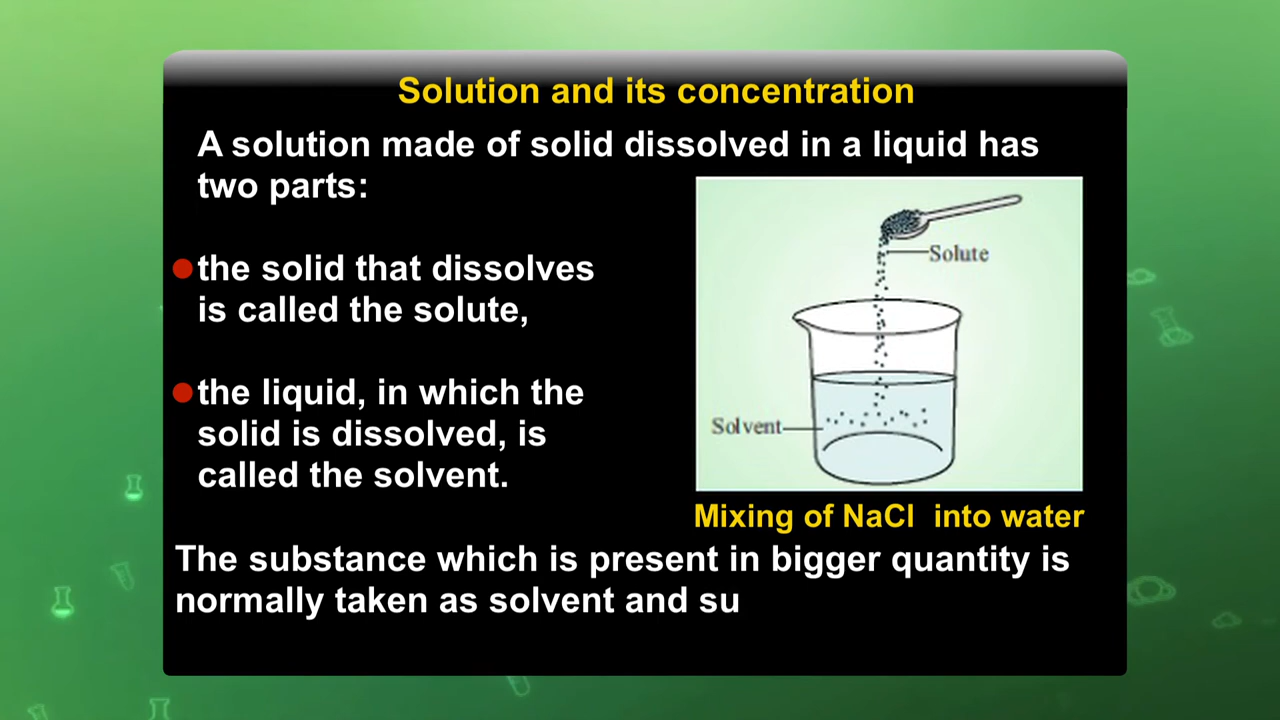 Solution and its concentration
A solution made of solid dissolved in a liquid has
two parts:
the solid that dissolves
is called the solute,
the liquid, in which the
solid is dissolved, is
called the solvent.
Solute
Solvent
Mixing of NaCl into water
The substance which is present in bigger quantity is
normally taken as solvent and su